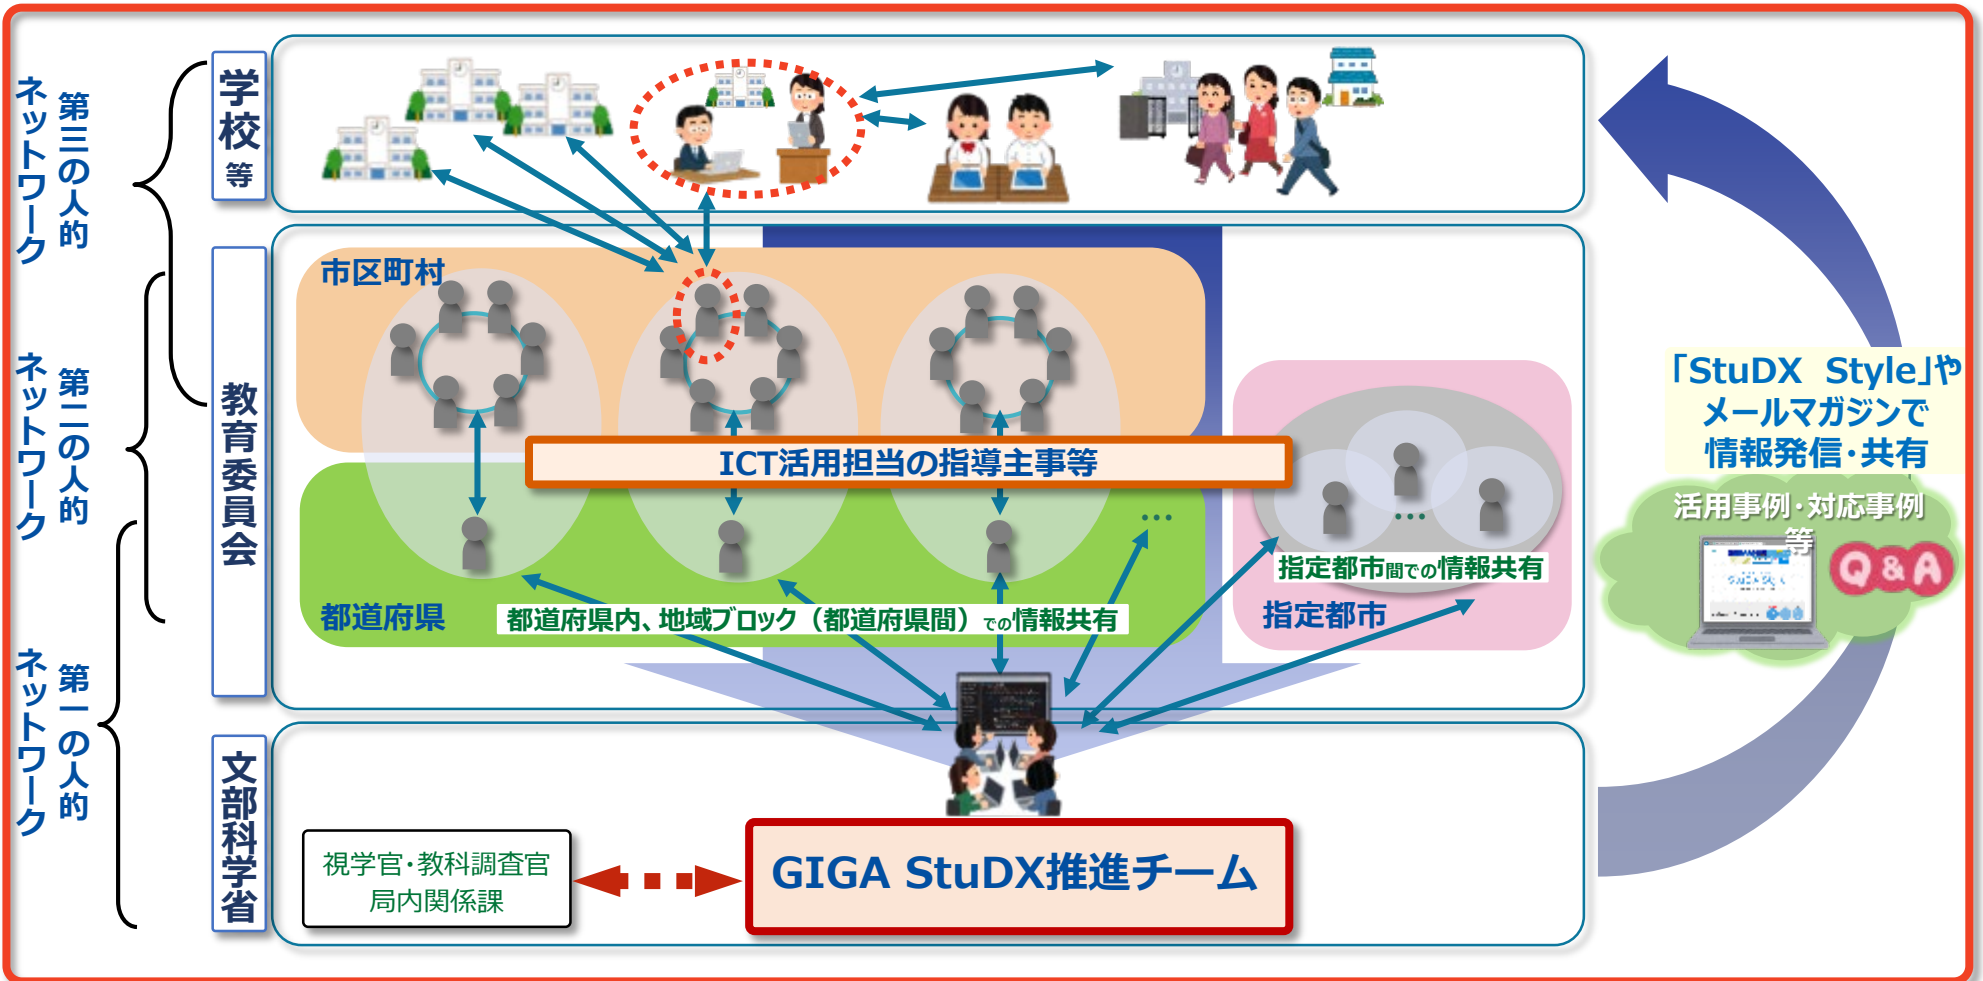 第三の人的
ネットワーク
第二の人的
ネットワーク
第一の人的
ネットワーク
学校
等
教育委員会
文部科学省
市区町村
ICT活用担当の指導主事等
…
都道府県
都道府県内、地域ブロック（都道府県間）での情報共有
…
指定都市間での情報共有
指定都市
「StuDX Style」や
メールマガジンで
情報発信・共有
活用事例・対応事例
等
Q&A
視学官・教科調査官
局内関係課
GIGA StuDX推進チーム